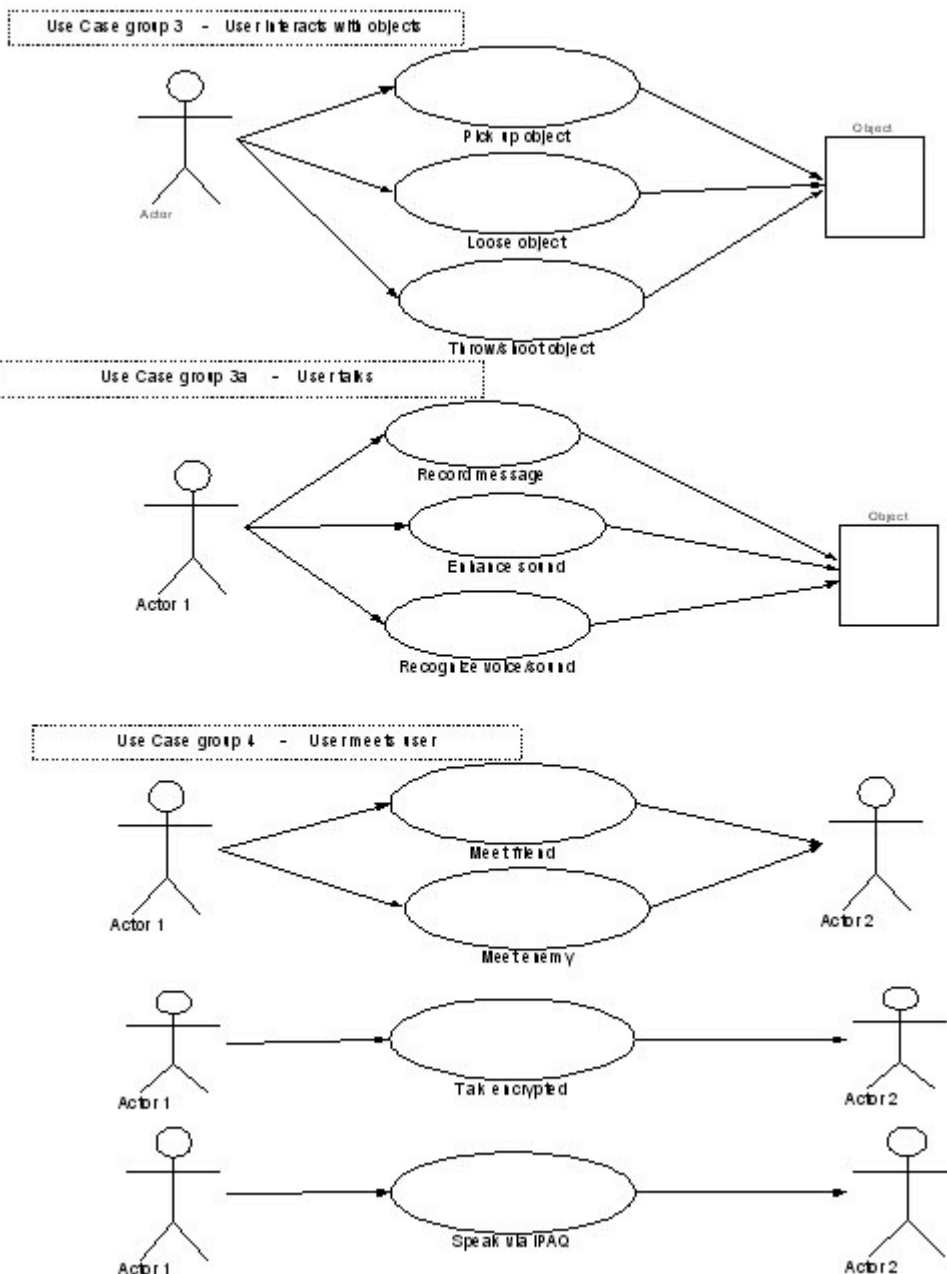 Use Case group 3 - User interacts with objects
Object
Pick up object
Actor
Loose object
Throw/shoot object
Use Case group 3a - User talks
Record message
Object
Enhance sound
Actor 1
Recognize voice/sound
Use Case group 4 - User meets user
Meet friend
Actor 1
Actor 2
Meet enemy
Tak encrypted
Actor 1
Actor 2
Speak via IPAQ
Actor 1
Actor 2